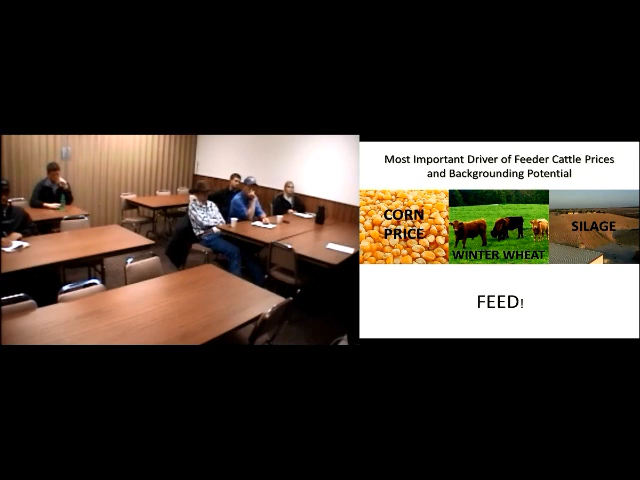 Most Important Driver of Feeder Cattle Prices
and Backgrounding Potential
CORN
PRICE
WINTER WHEAT
SILAGE
FEED!